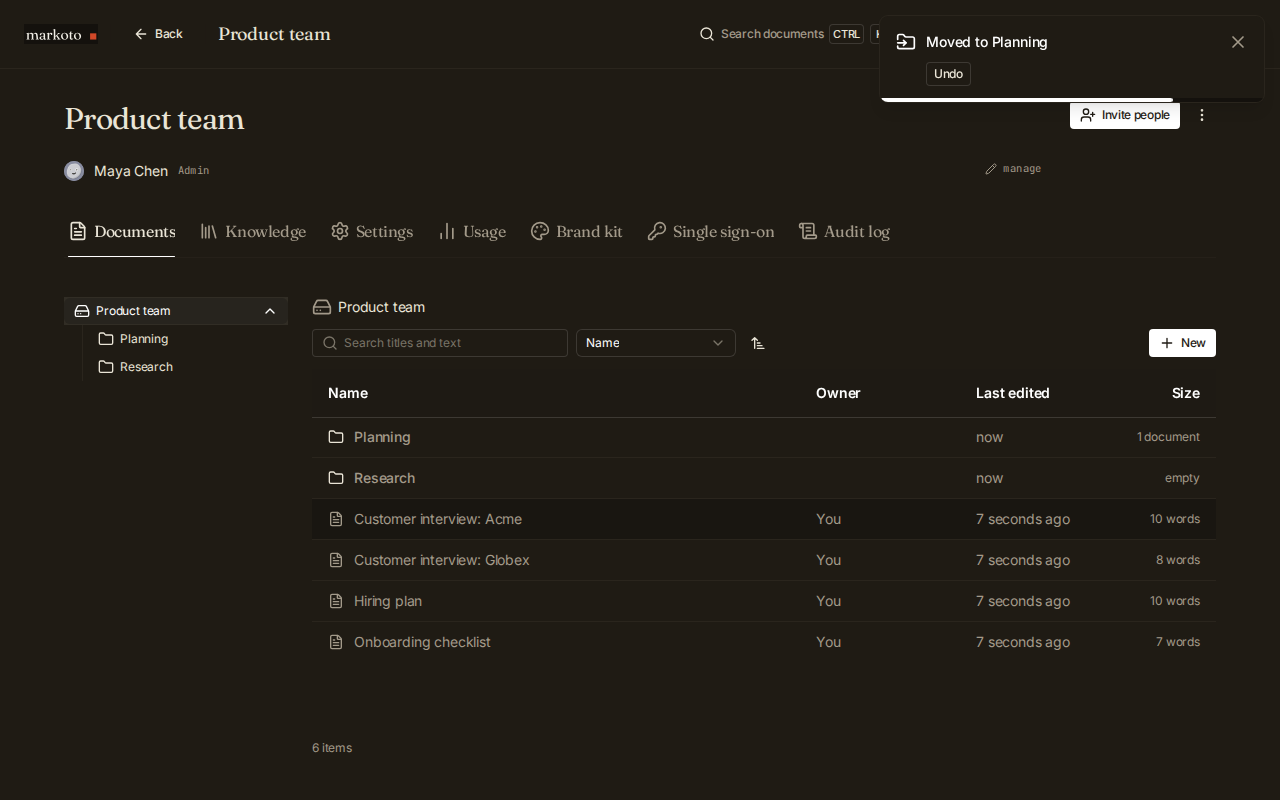 markoto
Back
Product team
Search documents CTRL
Moved to Planning
Undo
Product team
Invite people
Maya Chen Admin
manage
Documents Knowledge Settings Usage Brand kit Single sign-on Audit log
Product team
Planning
Research
Product team
Search titles and text
Name
New
Name Owner Last edited Size
Planning now 1 document
Research now empty
Customer interview: Acme You 7 seconds ago 10 words
Customer interview: Globex You 7 seconds ago 8 words
Hiring plan You 7 seconds ago 10 words
Onboarding checklist You 7 seconds ago 7 words
6 items